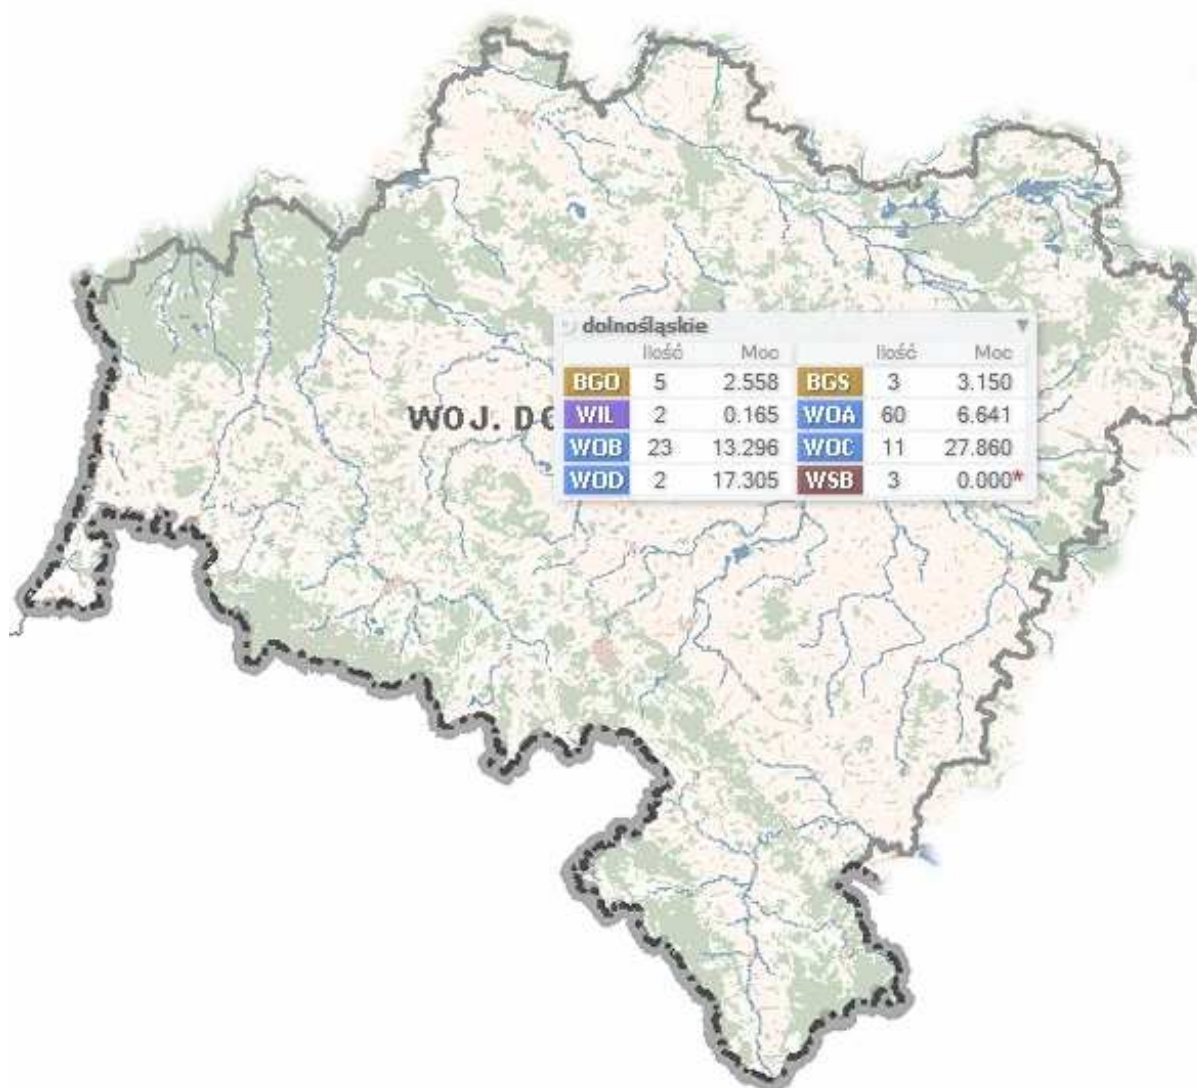 dolnośląskie
Ilość Moc Ilość Moc
BGO 5 2.558 BGS 3 3.150
WIL 2 0.165 WOA 60 6.641
WOB 23 13.296 WOC 11 27.860
WOD 2 17.305 WSB 3 0.000*
WOJ. DO